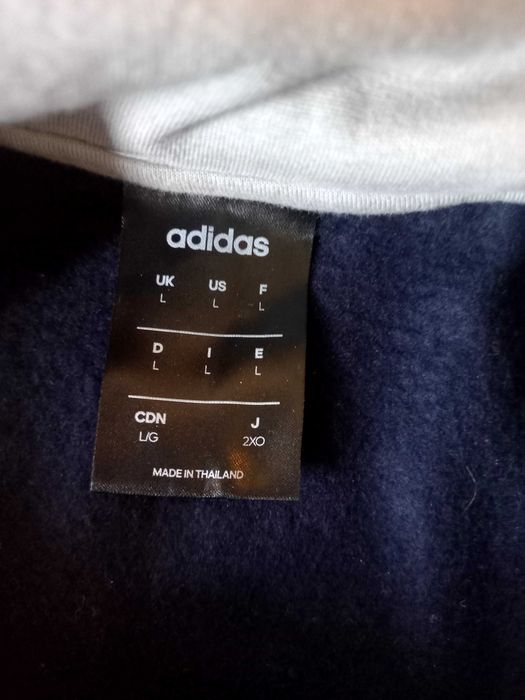 adidas
UK US F
L L L
D I E
L L L
CDN J
L/G 2XO
MADE IN THAILAND